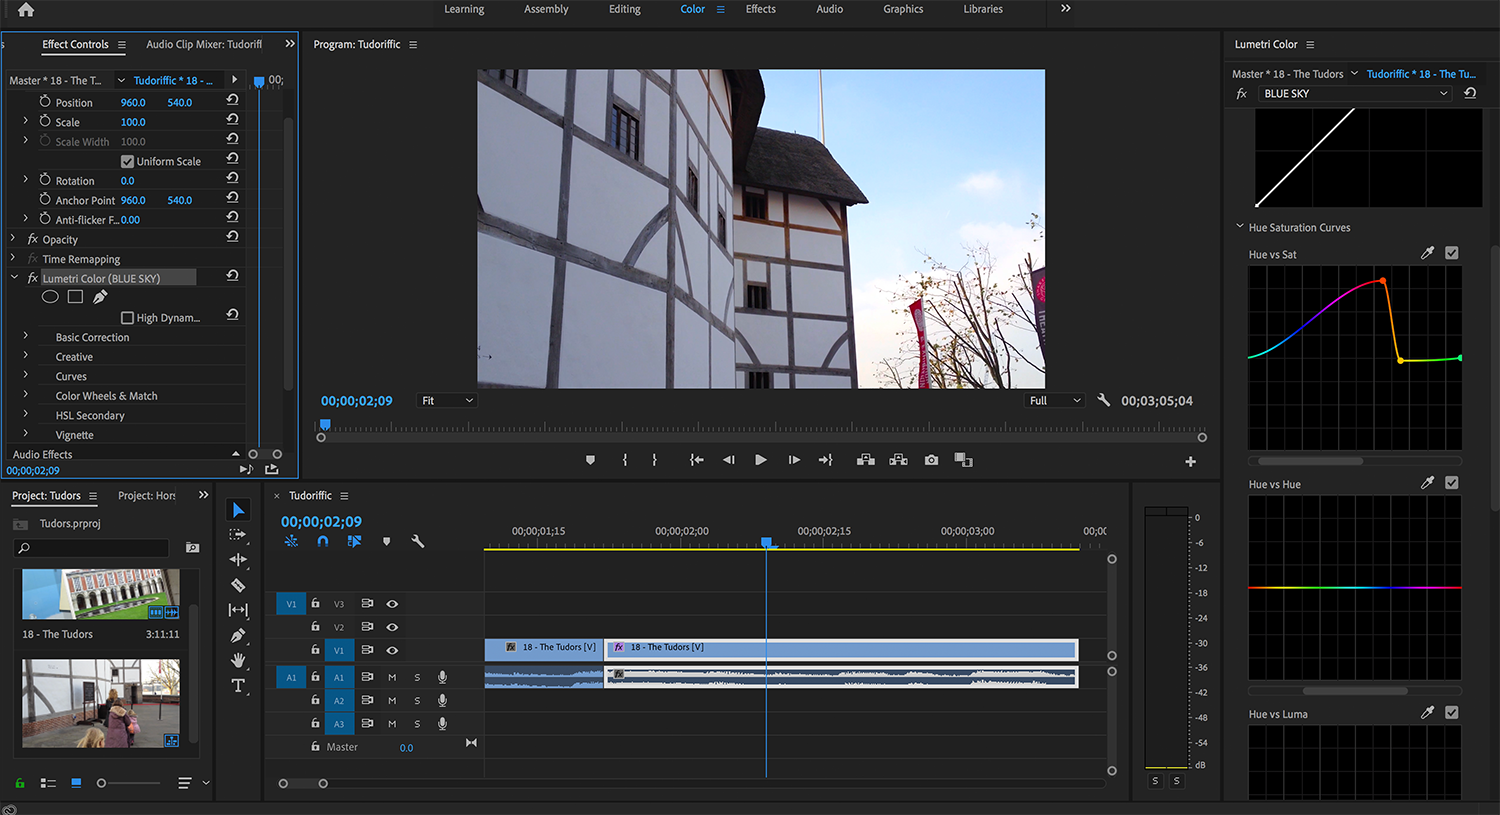 Learning Assembly Editing Color Effects Audio Graphics Libraries
Effect Controls Audio Clip Mixer: Tudoriff
Master * 18 - The T... Tudoriffic * 18 - ... 00;
Position 960.0 540.0
Scale 100.0
Scale Width 100.0
Uniform Scale
Rotation 0.0
Anchor Point 960.0 540.0
Anti-flicker F... 0.00
fx Opacity
fx Time Remapping
fx Lumetri Color (BLUE SKY)
High Dynam...
Basic Correction
Creative
Curves
Color Wheels & Match
HSL Secondary
Vignette
Audio Effects
00;00;02;09
Program: Tudoriffic
00;00;02;09 Fit Full 00;03;05;04
Lumetri Color
Master * 18 - The Tudors Tudoriffic * 18 - The Tu...
fx BLUE SKY
Hue Saturation Curves
Hue vs Sat
Hue vs Hue
Hue vs Luma
Project: Tudors Project: Hors
Tudors.prproj
18 - The Tudors 3:11:11
Tudoriffic
00;00;02;09
00;00;01;15 00;00;02;00 00;00;02;15 00;00;03;00 00;0
V1 V3
V2
V1 fx 18 - The Tudors [V] fx 18 - The Tudors [V]
A1 A1 M S fx
A2 M S
A3 M S
Master 0.0
0
-6
-12
-18
-24
-30
-36
-42
-48
-54
dB
S S